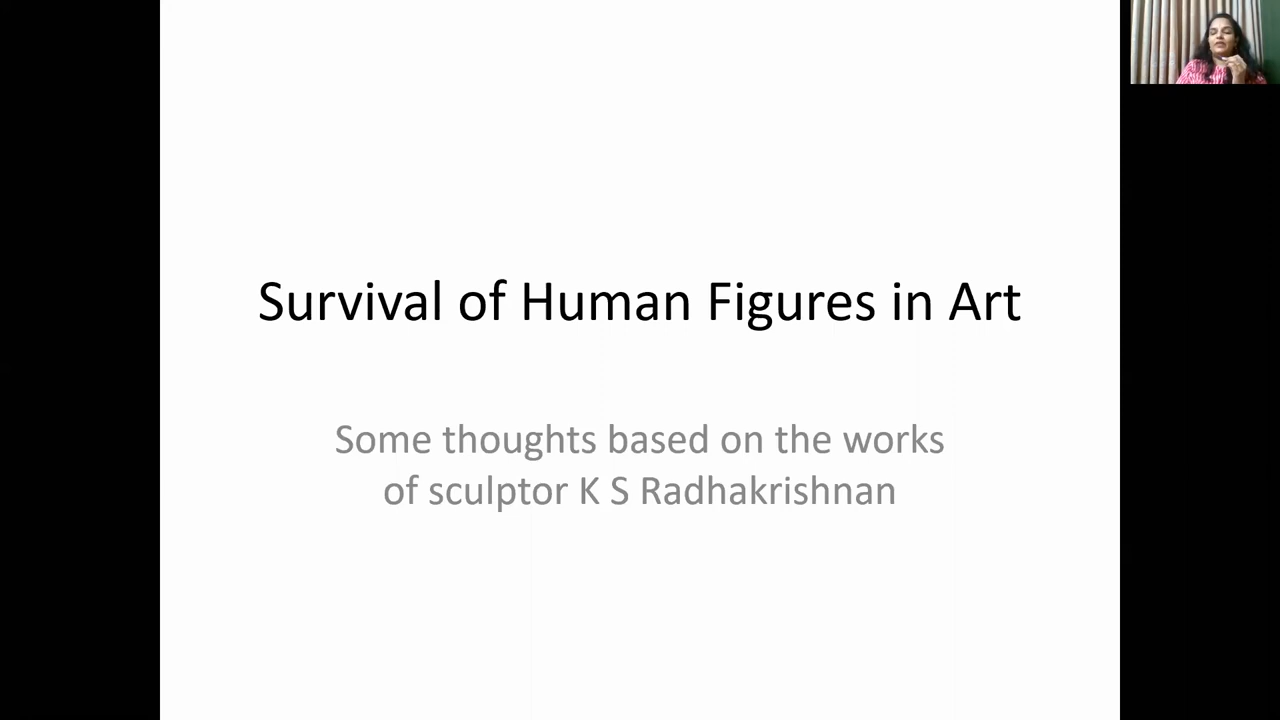 Survival of Human Figures in Art
Some thoughts based on the works
of sculptor K S Radhakrishnan